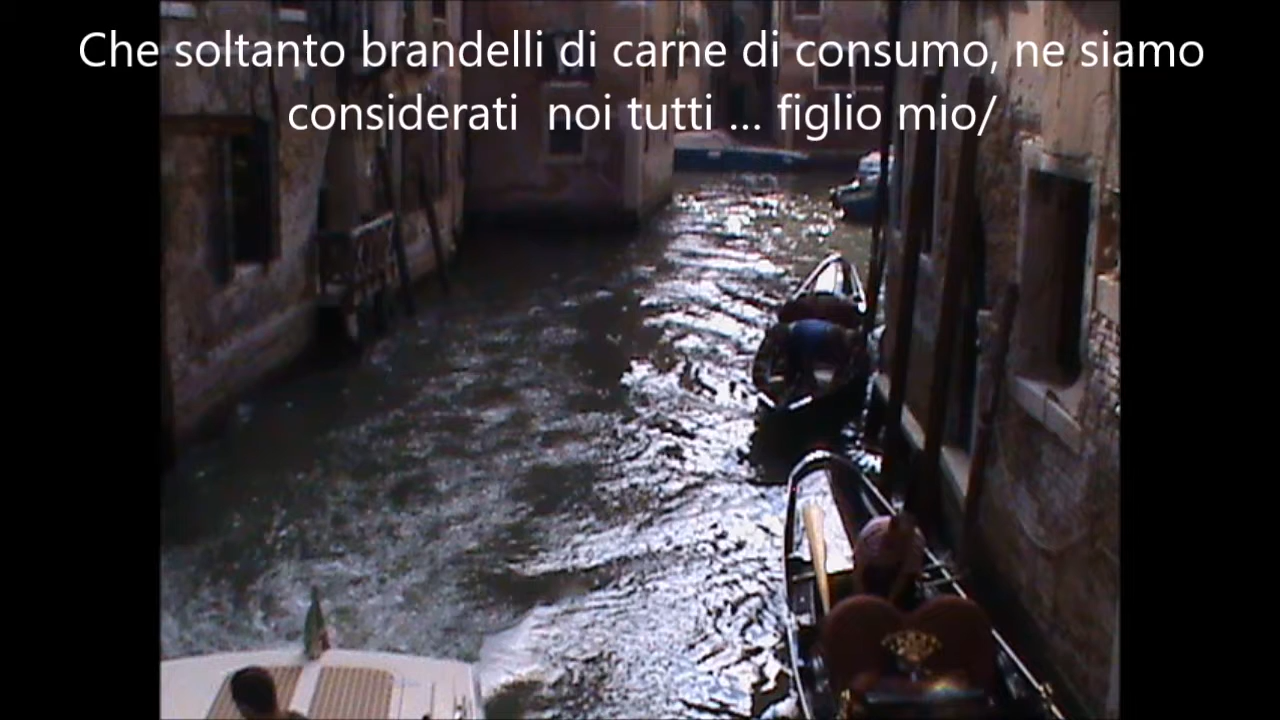 Che soltanto brandelli di carne di consumo, ne siamo
considerati  noi tutti ... figlio mio/